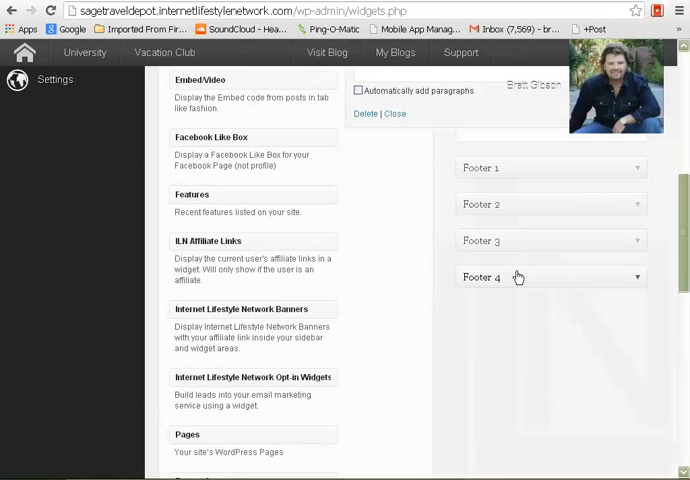 sagetraveldepot.internetlifestylenetwork.com/wp-admin/widgets.php
Apps Google Imported From Fire... SoundCloud - Hea... Ping-O-Matic Mobile App Manag... Inbox (7,569) - br... +Post
University Vacation Club Visit Blog My Blogs Support
Settings
Embed/Video
Display the Embed code from posts in tab
like fashion.
Facebook Like Box
Display a Facebook Like Box for your
Facebook Page (not profile)
Features
Recent features listed on your site.
ILN Affiliate Links
Display the current user's affiliate links in a
widget. Will only show if the user is an
affiliate.
Internet Lifestyle Network Banners
Display Internet Lifestyle Network Banners
with your affiliate link inside your sidebar
and widget areas.
Internet Lifestyle Network Opt-in Widgets
Build leads into your email marketing
service using a widget.
Pages
Your site's WordPress Pages
Automatically add paragraphs
Delete | Close
Brett Gibson
Footer 1
Footer 2
Footer 3
Footer 4